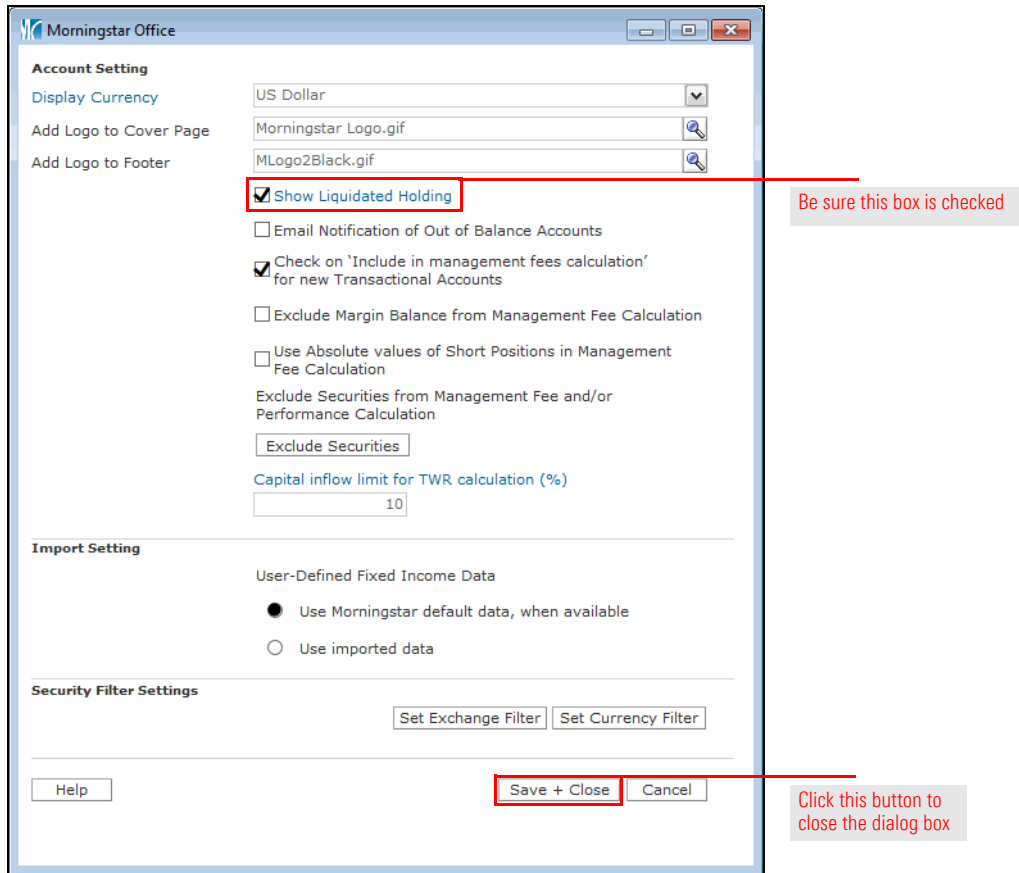 Morningstar Office
Account Setting
Display Currency
US Dollar
Add Logo to Cover Page
Morningstar Logo.gif
Add Logo to Footer
MLogo2Black.gif
Show Liquidated Holding
Be sure this box is checked
Email Notification of Out of Balance Accounts
Check on ‘Include in management fees calculation’
for new Transactional Accounts
Exclude Margin Balance from Management Fee Calculation
Use Absolute values of Short Positions in Management
Fee Calculation
Exclude Securities from Management Fee and/or
Performance Calculation
Exclude Securities
Capital inflow limit for TWR calculation (%)
10
Import Setting
User-Defined Fixed Income Data
Use Morningstar default data, when available
Use imported data
Security Filter Settings
Set Exchange Filter
Set Currency Filter
Help
Save + Close
Cancel
Click this button to
close the dialog box